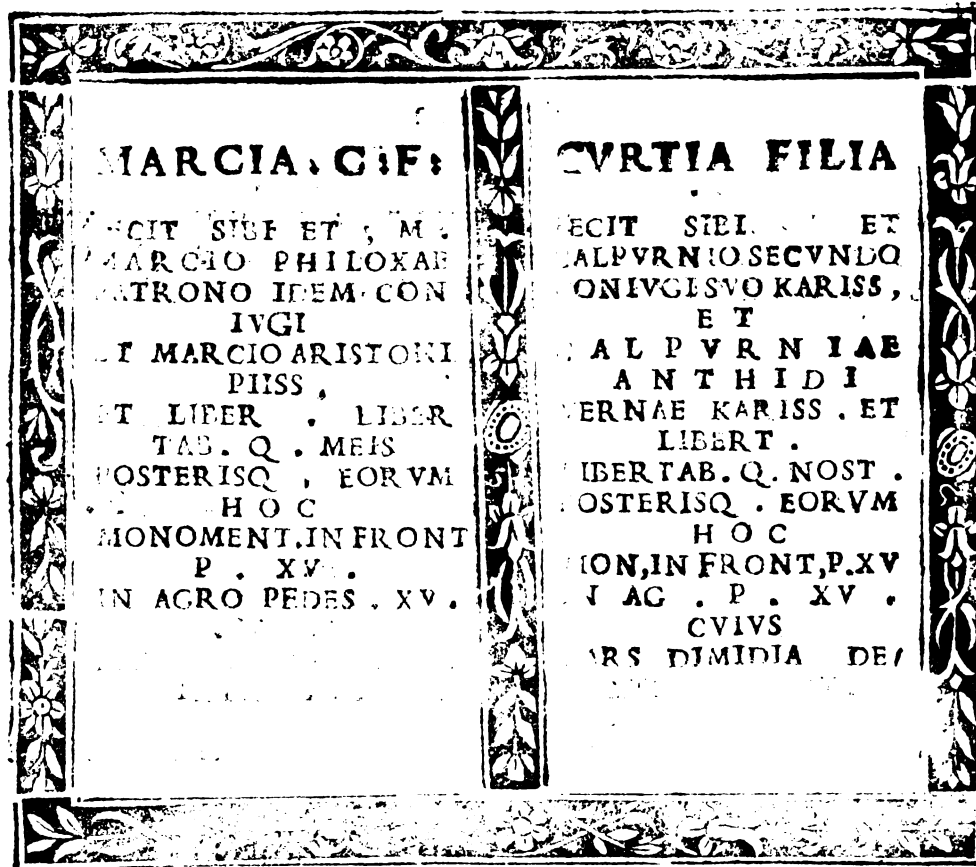 MARCIA. C. F.
FECIT SIBI ET , M .
MARCIO PHILOXAE
PATRONO IDEM CON
IVGI
ET MARCIO ARISTONI
PIISS .
ET LIBER . LIBER
TAB. Q . MEIS
POSTERISQ , EORVM
HOC
MONOMENT. IN FRONT
P . XV .
IN AGRO PEDES . XV .
CVRTIA FILIA
FECIT SIBI. ET
CALPVRNIO SECVNDO
CONIVGI SVO KARISS ,
ET
CALPVRNIAE
ANTHIDI
VERNAE KARISS . ET
LIBERT .
LIBERTAB. Q. NOST .
POSTERISQ . EORVM
HOC
MON, IN FRONT, P.XV
IN AG . P . XV .
CVIVS
PARS DIMIDIA